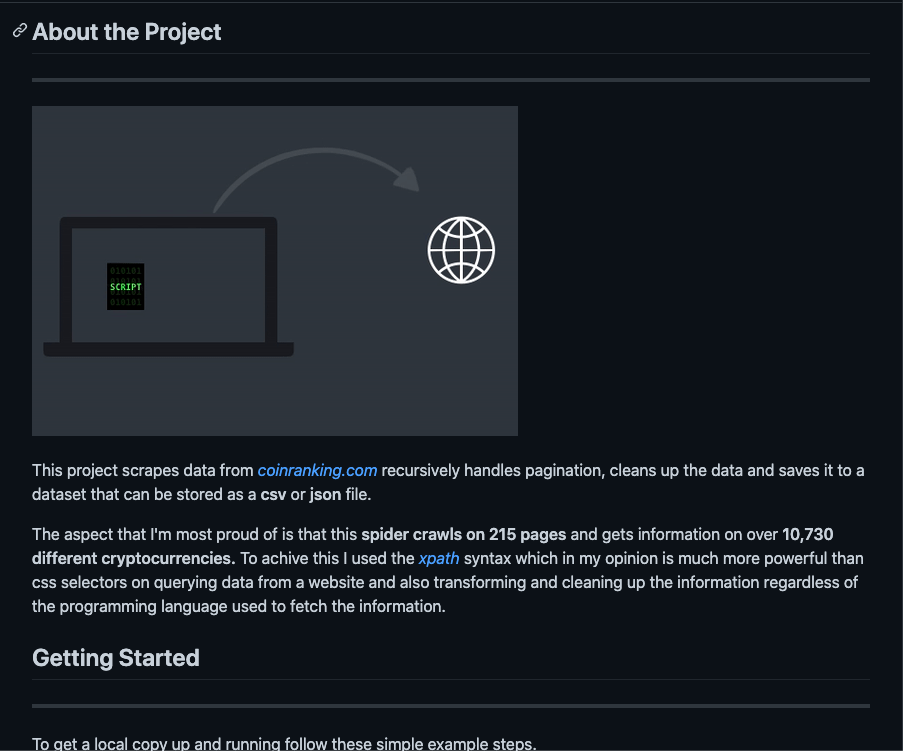 About the Project
010101
010101
SCRIPT
010101
010101
This project scrapes data from coinranking.com recursively handles pagination, cleans up the data and saves it to a
dataset that can be stored as a csv or json file.
The aspect that I'm most proud of is that this spider crawls on 215 pages and gets information on over 10,730
different cryptocurrencies. To achive this I used the xpath syntax which in my opinion is much more powerful than
css selectors on querying data from a website and also transforming and cleaning up the information regardless of
the programming language used to fetch the information.
Getting Started
To get a local copy up and running follow these simple example steps.